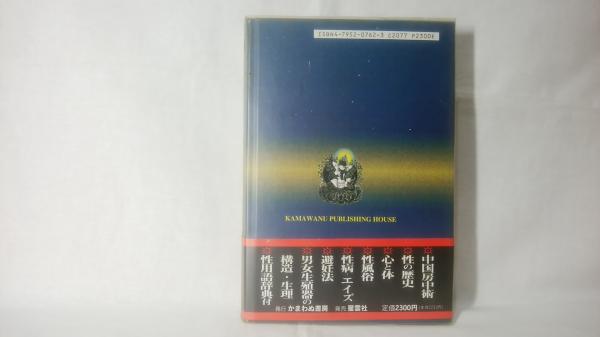 ISBN4-7952-0762-3 C2077 P2300E
KAMAWANU PUBLISHING HOUSE
中国房中術
性の歴史
心と体
性風俗
性病 エイズ
避妊法
男女生殖器の
構造・生理
性用語辞典付
発行 かまわぬ書房 発売 星雲社 定価2300円